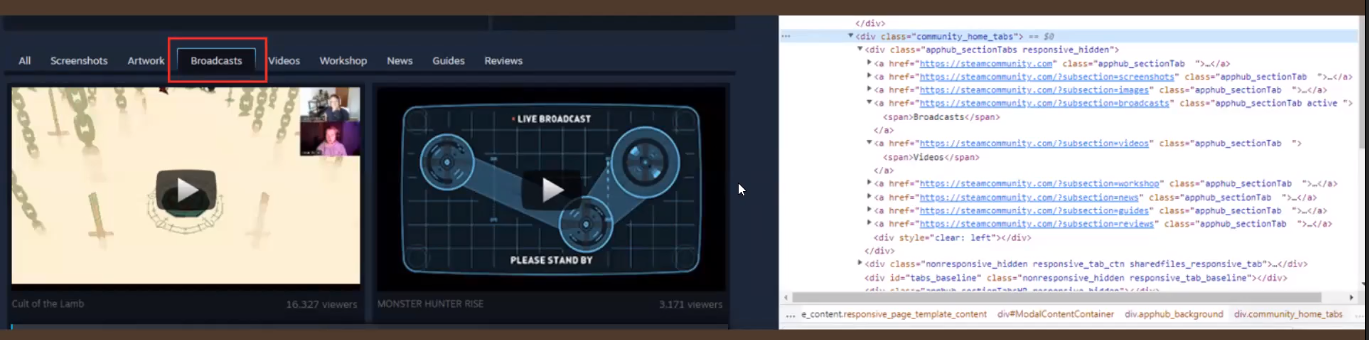 All Screenshots Artwork Broadcasts Videos Workshop News Guides Reviews
LIVE BROADCAST
PLEASE STAND BY
Cult of the Lamb 16,327 viewers MONSTER HUNTER RISE 3,171 viewers
</div>
... ▼<div class="community_home_tabs"> == $0
▼<div class="apphub_sectionTabs responsive_hidden">
▶<a href="https://steamcommunity.com" class="apphub_sectionTab  ">…</a>
▶<a href="https://steamcommunity.com/?subsection=screenshots" class="apphub_sectionTab  ">…</a>
▶<a href="https://steamcommunity.com/?subsection=images" class="apphub_sectionTab  ">…</a>
▼<a href="https://steamcommunity.com/?subsection=broadcasts" class="apphub_sectionTab active ">
<span>Broadcasts</span>
</a>
▼<a href="https://steamcommunity.com/?subsection=videos" class="apphub_sectionTab  ">
<span>Videos</span>
</a>
▶<a href="https://steamcommunity.com/?subsection=workshop" class="apphub_sectionTab  ">…</a>
▶<a href="https://steamcommunity.com/?subsection=news" class="apphub_sectionTab  ">…</a>
▶<a href="https://steamcommunity.com/?subsection=guides" class="apphub_sectionTab  ">…</a>
▶<a href="https://steamcommunity.com/?subsection=reviews" class="apphub_sectionTab  ">…</a>
<div style="clear: left"></div>
</div>
▶<div class="nonresponsive_hidden responsive_tab_ctn sharedfiles_responsive_tab">…</div>
<div id="tabs_baseline" class="nonresponsive_hidden responsive_tab_baseline"></div>
... e_content.responsive_page_template_content div#ModalContentContainer div.apphub_background div.community_home_tabs ...